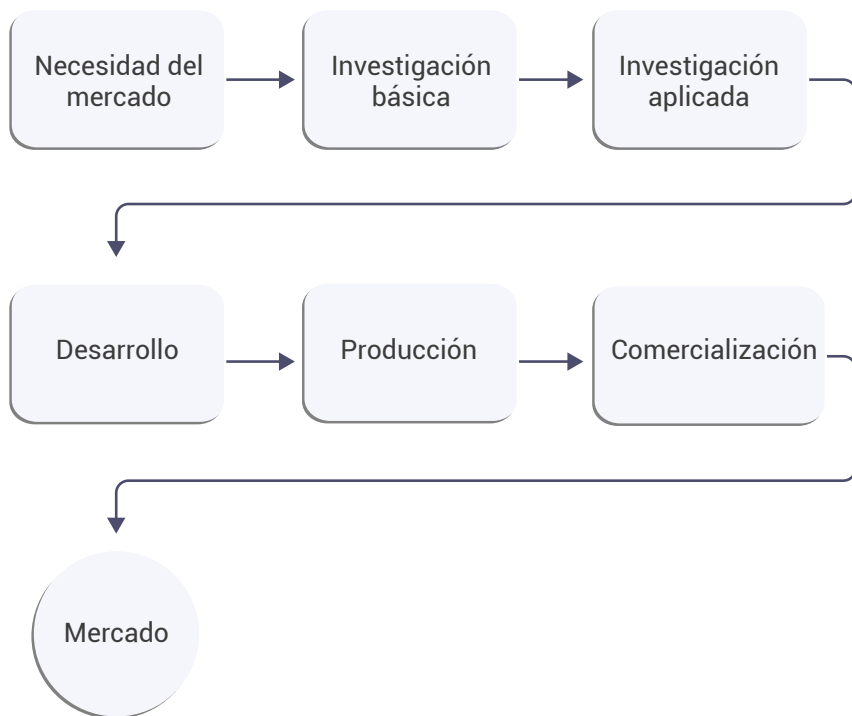 Necesidad del
mercado
Investigación
básica
Investigación
aplicada
Desarrollo
Producción
Comercialización
Mercado